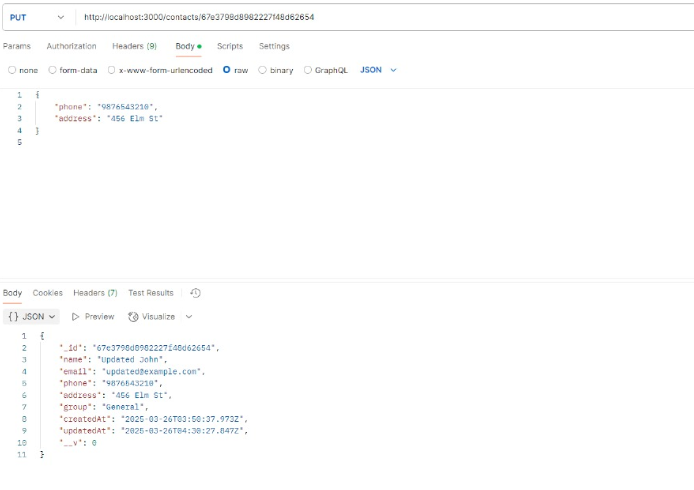 PUT http://localhost:3000/contacts/67e3798d8982227f48d62654
Params Authorization Headers (9) Body Scripts Settings
none form-data x-www-form-urlencoded raw binary GraphQL JSON
1 {
2 "phone": "9876543210",
3 "address": "456 Elm St"
4 }
5
Body Cookies Headers (7) Test Results
{} JSON Preview Visualize
1 {
2 "_id": "67e3798d8982227f48d62654",
3 "name": "Updated John",
4 "email": "updated@example.com",
5 "phone": "9876543210",
6 "address": "456 Elm St",
7 "group": "General",
8 "createdAt": "2025-03-26T03:50:37.973Z",
9 "updatedAt": "2025-03-26T04:30:27.847Z",
10 "__v": 0
11 }